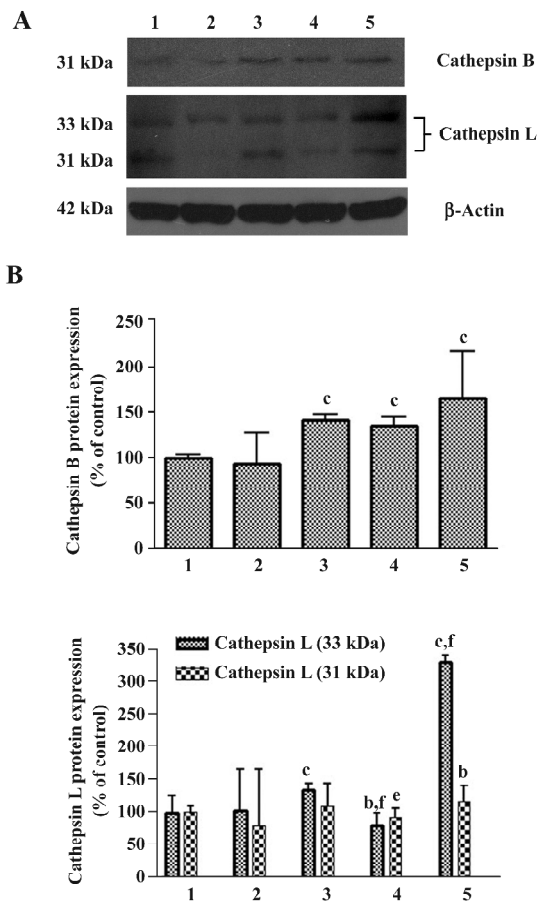 A
1 2 3 4 5
31 kDa
Cathepsin B
33 kDa
Cathepsin L
31 kDa
42 kDa
β-Actin
B
Cathepsin B protein expression
(% of control)
250
200
150
100
50
0
c
c
c
1 2 3 4 5
Cathepsin L protein expression
(% of control)
350
300
250
200
150
100
50
0
Cathepsin L (33 kDa)
Cathepsin L (31 kDa)
c
b,f
e
c,f
b
1 2 3 4 5